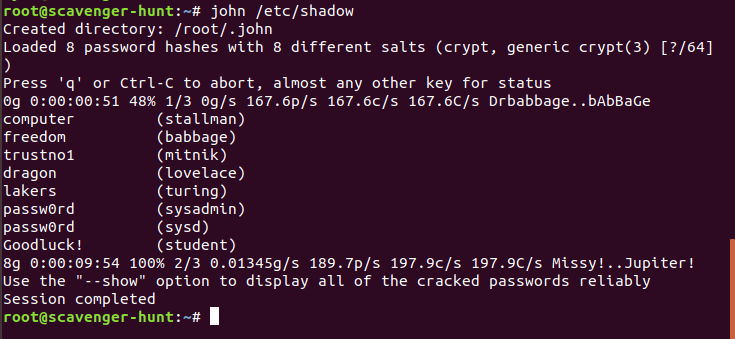 root@scavenger-hunt:~# john /etc/shadow
Created directory: /root/.john
Loaded 8 password hashes with 8 different salts (crypt, generic crypt(3) [?/64]
)
Press 'q' or Ctrl-C to abort, almost any other key for status
0g 0:00:00:51 48% 1/3 0g/s 167.6p/s 167.6c/s 167.6C/s Drbabbage..bAbBaGe
computer         (stallman)
freedom          (babbage)
trustno1         (mitnik)
dragon           (lovelace)
lakers           (turing)
passw0rd         (sysadmin)
passw0rd         (sysd)
Goodluck!        (student)
8g 0:00:09:54 100% 2/3 0.01345g/s 189.7p/s 197.9c/s 197.9C/s Missy!..Jupiter!
Use the "--show" option to display all of the cracked passwords reliably
Session completed
root@scavenger-hunt:~#